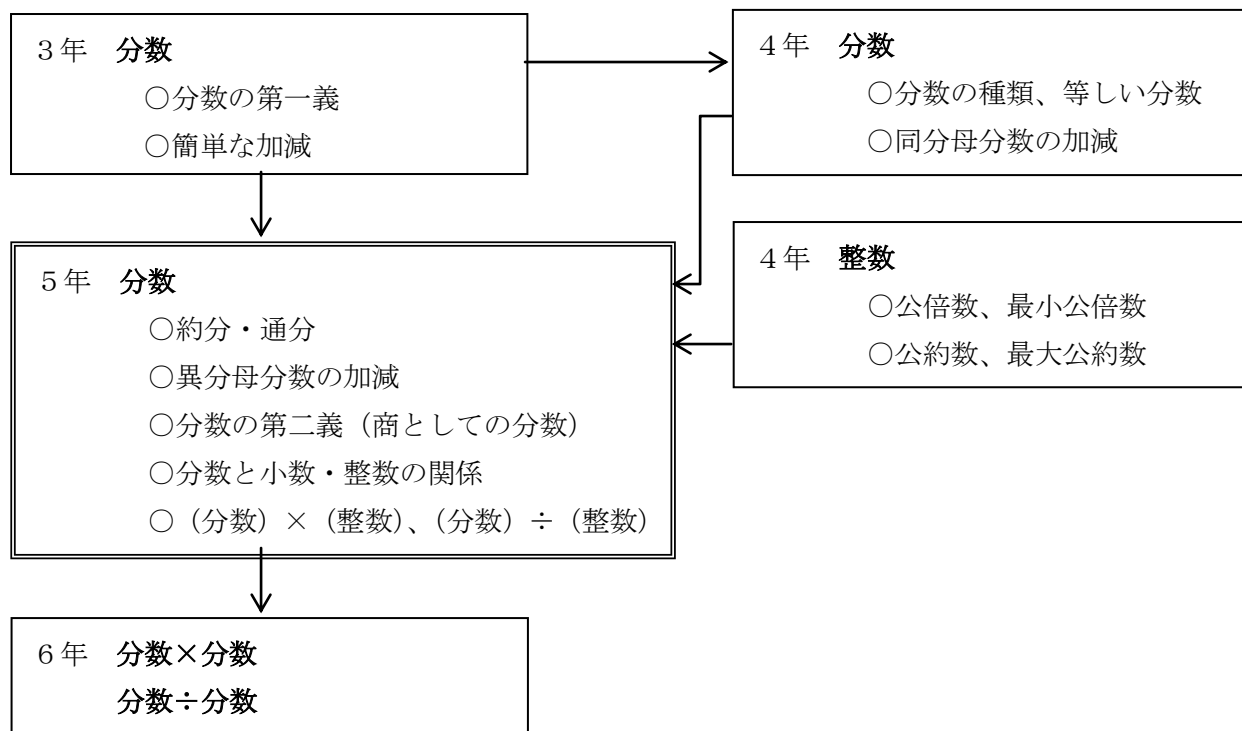 ３年　分数
○分数の第一義
○簡単な加減
４年　分数
○分数の種類、等しい分数
○同分母分数の加減
４年　整数
○公倍数、最小公倍数
○公約数、最大公約数
５年　分数
○約分・通分
○異分母分数の加減
○分数の第二義（商としての分数）
○分数と小数・整数の関係
○（分数）×（整数）、（分数）÷（整数）
６年　分数×分数
分数÷分数